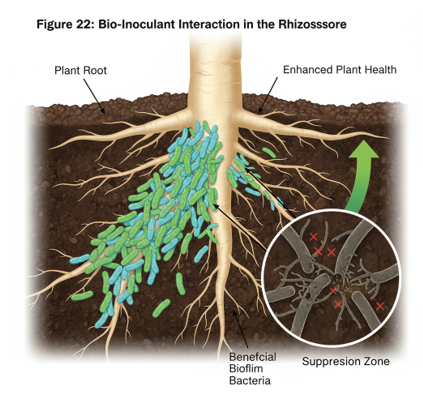 Figure 22: Bio-Inoculant Interaction in the Rhizosssore
Plant Root
Enhanced Plant Health
Benefcial
Bioflim
Bacteria
Suppresion Zone